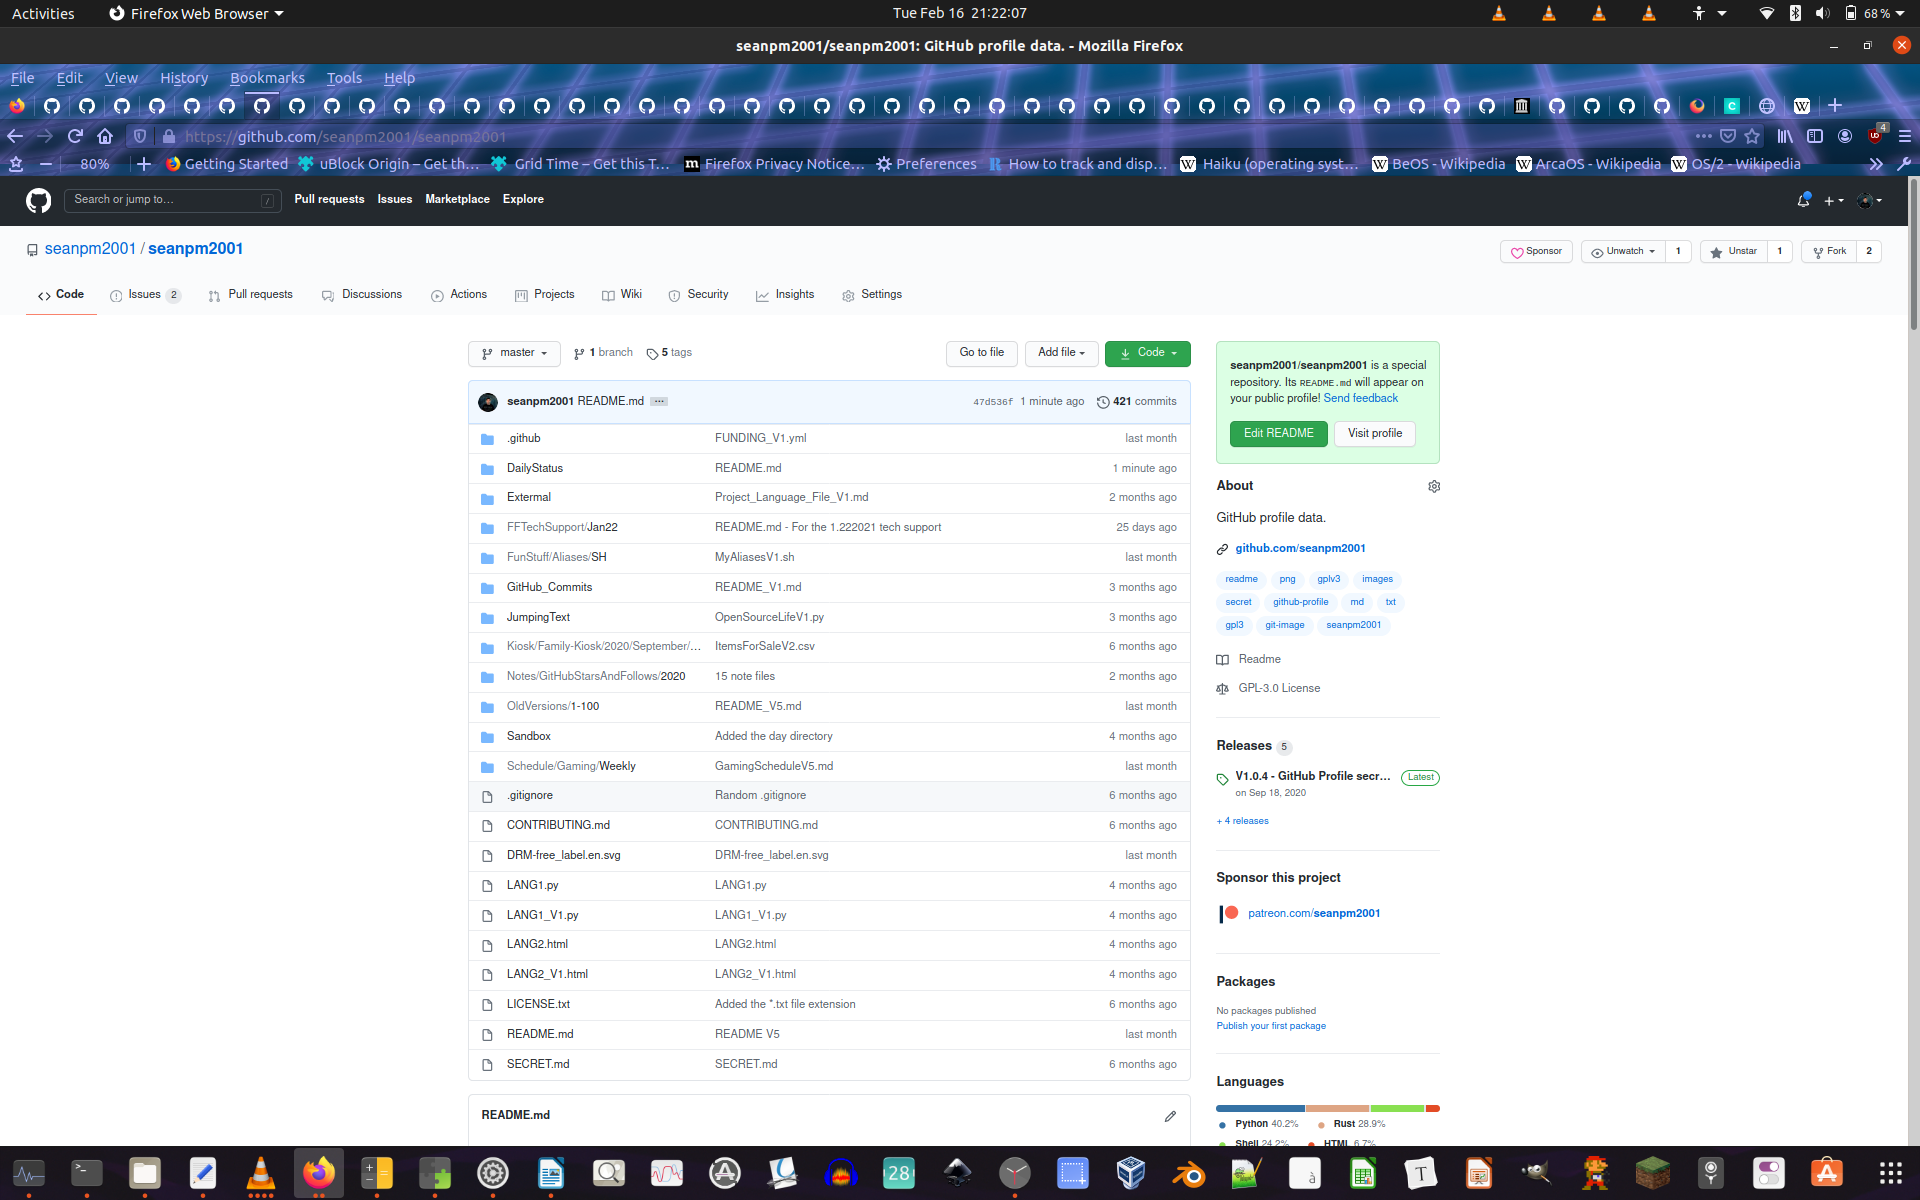 Activities Firefox Web Browser Tue Feb 16 21:22:07 68 %
seanpm2001/seanpm2001: GitHub profile data. - Mozilla Firefox
File Edit View History Bookmarks Tools Help
https://github.com/seanpm2001/seanpm2001 4
80% Getting Started uBlock Origin – Get th… Grid Time – Get this T… Firefox Privacy Notice… Preferences How to track and disp… Haiku (operating syst… BeOS - Wikipedia ArcaOS - Wikipedia OS/2 - Wikipedia
Search or jump to… / Pull requests Issues Marketplace Explore
seanpm2001 / seanpm2001 Sponsor Unwatch 1 Unstar 1 Fork 2
Code Issues 2 Pull requests Discussions Actions Projects Wiki Security Insights Settings
master 1 branch 5 tags Go to file Add file Code
seanpm2001 README.md ... 47d536f 1 minute ago 421 commits
.github FUNDING_V1.yml last month
DailyStatus README.md 1 minute ago
Extermal Project_Language_File_V1.md 2 months ago
FFTechSupport/Jan22 README.md - For the 1.222021 tech support 25 days ago
FunStuff/Aliases/SH MyAliasesV1.sh last month
GitHub_Commits README_V1.md 3 months ago
JumpingText OpenSourceLifeV1.py 3 months ago
Kiosk/Family-Kiosk/2020/September/… ItemsForSaleV2.csv 6 months ago
Notes/GitHubStarsAndFollows/2020 15 note files 2 months ago
OldVersions/1-100 README_V5.md last month
Sandbox Added the day directory 4 months ago
Schedule/Gaming/Weekly GamingScheduleV5.md last month
.gitignore Random .gitignore 6 months ago
CONTRIBUTING.md CONTRIBUTING.md 6 months ago
DRM-free_label.en.svg DRM-free_label.en.svg last month
LANG1.py LANG1.py 4 months ago
LANG1_V1.py LANG1_V1.py 4 months ago
LANG2.html LANG2.html 4 months ago
LANG2_V1.html LANG2_V1.html 4 months ago
LICENSE.txt Added the *.txt file extension 6 months ago
README.md README V5 last month
SECRET.md SECRET.md 6 months ago
README.md
seanpm2001/seanpm2001 is a special
repository. Its README.md will appear on
your public profile! Send feedback
Edit README Visit profile
About
GitHub profile data.
github.com/seanpm2001
readme png gplv3 images
secret github-profile md txt
gpl3 git-image seanpm2001
Readme
GPL-3.0 License
Releases 5
V1.0.4 - GitHub Profile secr… Latest
on Sep 18, 2020
+ 4 releases
Sponsor this project
patreon.com/seanpm2001
Packages
No packages published
Publish your first package
Languages
Python 40.2% Rust 28.9%
Shell 24.2% HTML 6.7%
28